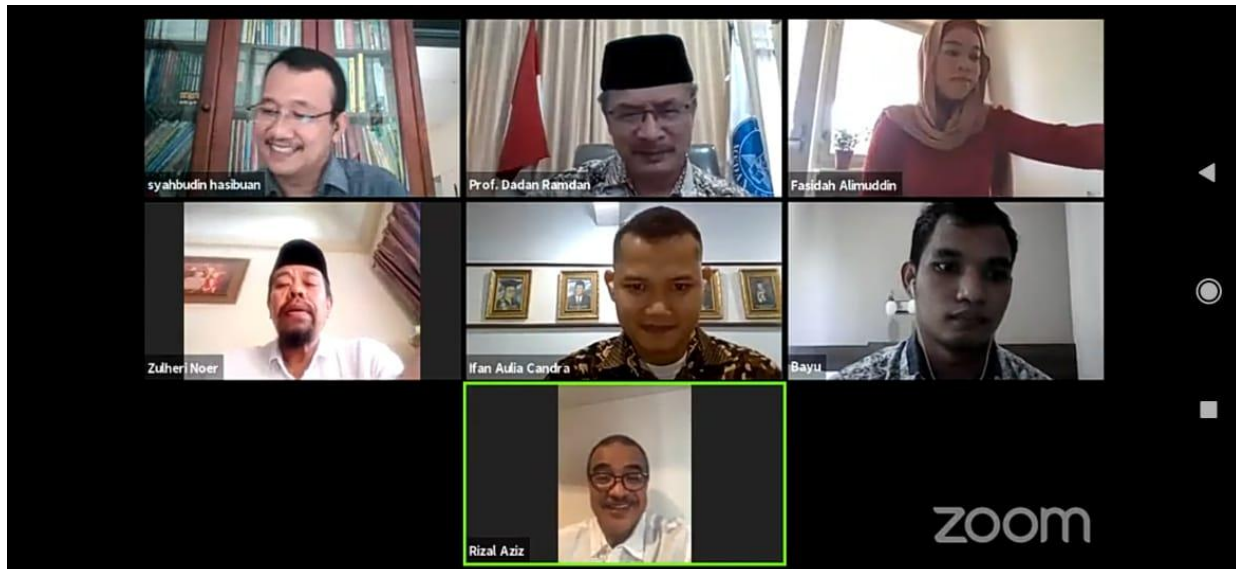 syahbudin hasibuan
Prof. Dadan Ramdan
Fasidah Alimuddin
Zulheri Noer
Ifan Aulia Candra
Bayu
Rizal Aziz
zoom